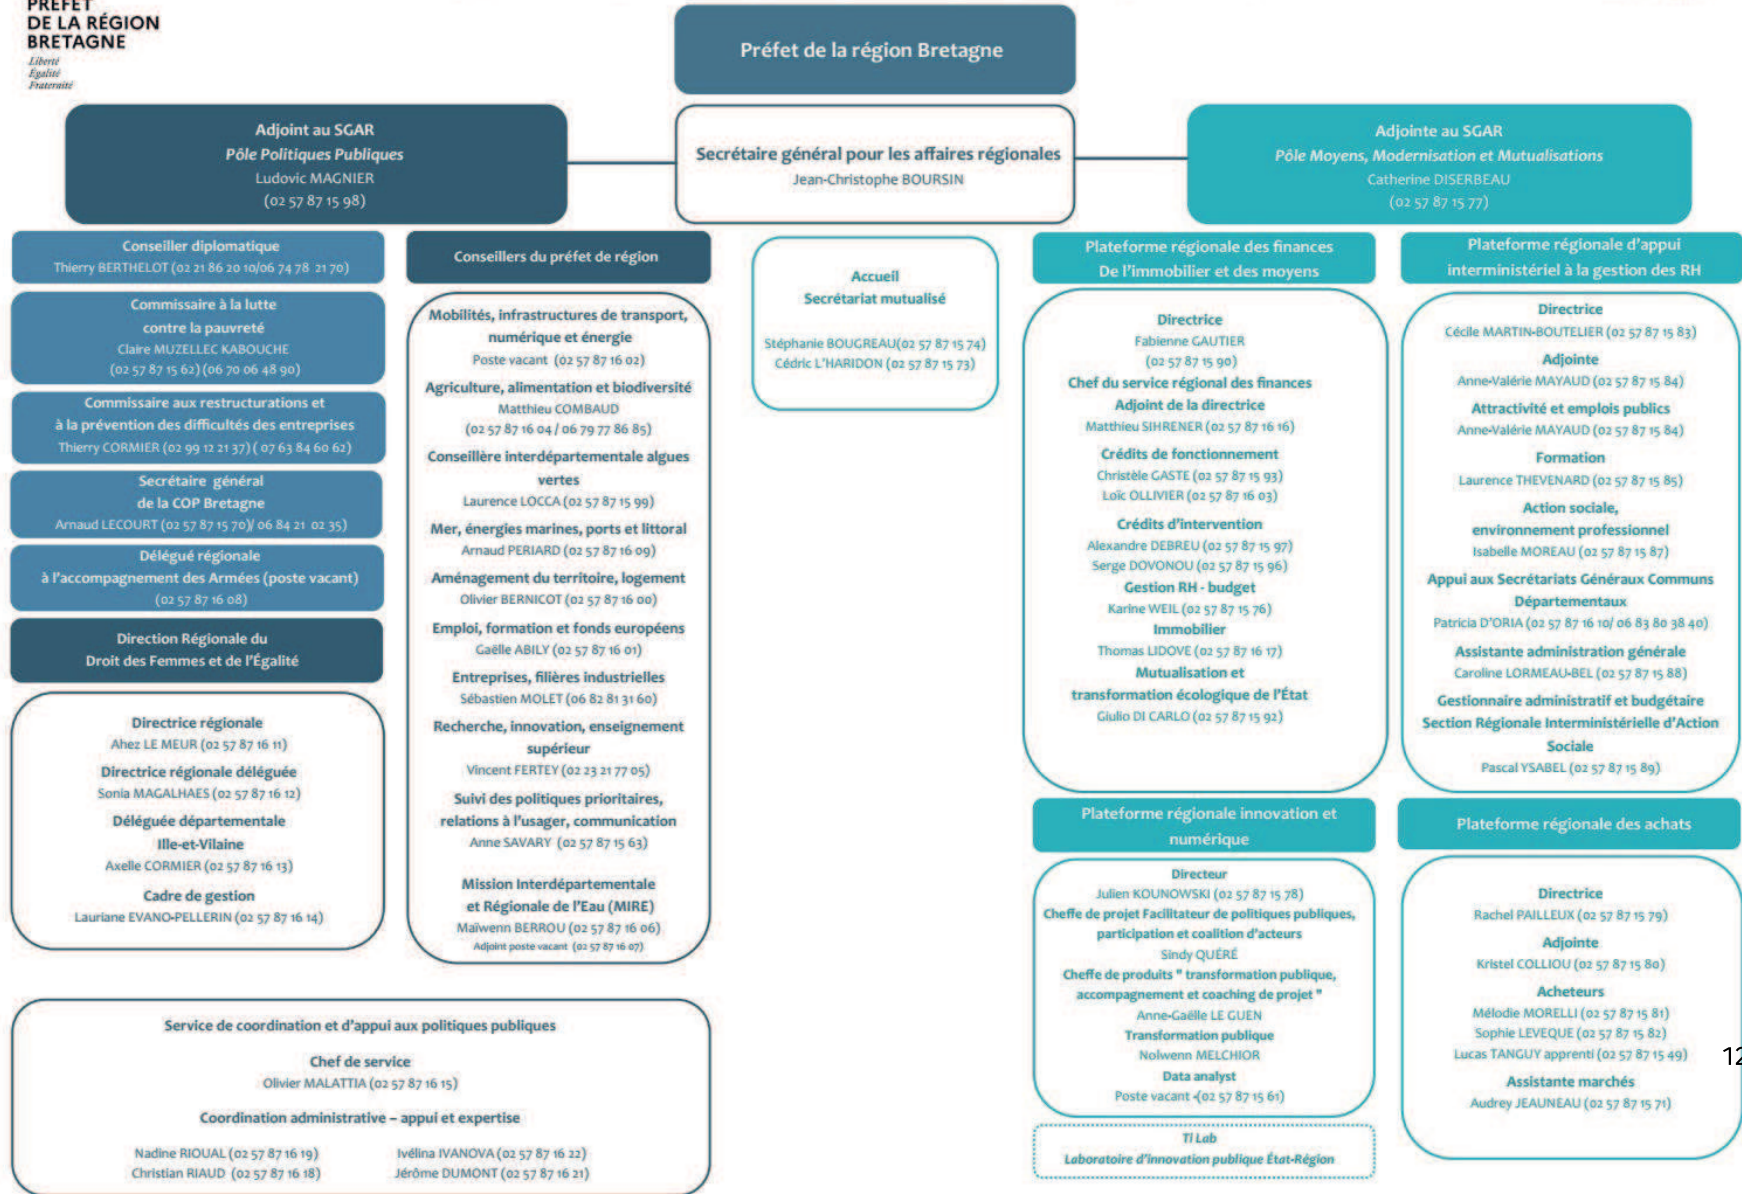 PRÉFET
DE LA RÉGION
BRETAGNE
Liberté
Égalité
Fraternité
Préfet de la région Bretagne
Adjoint au SGAR
Pôle Politiques Publiques
Ludovic MAGNIER
(02 57 87 15 98)
Secrétaire général pour les affaires régionales
Jean-Christophe BOURSIN
Adjointe au SGAR
Pôle Moyens, Modernisation et Mutualisations
Catherine DISERBEAU
(02 57 87 15 77)
Conseiller diplomatique
Thierry BERTHELOT (02 21 86 20 10/06 74 78 21 70)
Commissaire à la lutte
contre la pauvreté
Claire MUZELLEC KABOUCHE
(02 57 87 15 62) (06 70 06 48 90)
Commissaire aux restructurations et
à la prévention des difficultés des entreprises
Thierry CORMIER (02 99 12 21 37) ( 07 63 84 60 62)
Secrétaire général
de la COP Bretagne
Arnaud LECOURT (02 57 87 15 70)/ 06 84 21 02 35)
Délégué régionale
à l'accompagnement des Armées (poste vacant)
(02 57 87 16 08)
Direction Régionale du
Droit des Femmes et de l'Égalité
Directrice régionale
Ahez LE MEUR (02 57 87 16 11)
Directrice régionale déléguée
Sonia MAGALHAES (02 57 87 16 12)
Déléguée départementale
Ille-et-Vilaine
Axelle CORMIER (02 57 87 16 13)
Cadre de gestion
Lauriane EVANO-PELLERIN (02 57 87 16 14)
Conseillers du préfet de région
Mobilités, infrastructures de transport,
numérique et énergie
Poste vacant (02 57 87 16 02)
Agriculture, alimentation et biodiversité
Matthieu COMBAUD
(02 57 87 16 04 / 06 79 77 86 85)
Conseillère interdépartementale algues
vertes
Laurence LOCCA (02 57 87 15 99)
Mer, énergies marines, ports et littoral
Arnaud PERIARD (02 57 87 16 09)
Aménagement du territoire, logement
Olivier BERNICOT (02 57 87 16 00)
Emploi, formation et fonds européens
Gaëlle ABILY (02 57 87 16 01)
Entreprises, filières industrielles
Sébastien MOLET (06 82 81 31 60)
Recherche, innovation, enseignement
supérieur
Vincent FERTEY (02 23 21 77 05)
Suivi des politiques prioritaires,
relations à l'usager, communication
Anne SAVARY (02 57 87 15 63)
Mission Interdépartementale
et Régionale de l'Eau (MIRE)
Maïwenn BERROU (02 57 87 16 06)
Adjoint poste vacant (02 57 87 16 07)
Service de coordination et d'appui aux politiques publiques
Chef de service
Olivier MALATTIA (02 57 87 16 15)
Coordination administrative – appui et expertise
Nadine RIOUAL (02 57 87 16 19) Ivélina IVANOVA (02 57 87 16 22)
Christian RIAUD (02 57 87 16 18) Jérôme DUMONT (02 57 87 16 21)
Accueil
Secrétariat mutualisé
Stéphanie BOUGREAU(02 57 87 15 74)
Cédric L'HARIDON (02 57 87 15 73)
Plateforme régionale des finances
De l'immobilier et des moyens
Directrice
Fabienne GAUTIER
(02 57 87 15 90)
Chef du service régional des finances
Adjoint de la directrice
Matthieu SIHRENER (02 57 87 16 16)
Crédits de fonctionnement
Christèle GASTE (02 57 87 15 93)
Loïc OLLIVIER (02 57 87 16 03)
Crédits d'intervention
Alexandre DEBREU (02 57 87 15 97)
Serge DOVONOU (02 57 87 15 96)
Gestion RH - budget
Karine WEIL (02 57 87 15 76)
Immobilier
Thomas LIDOVE (02 57 87 16 17)
Mutualisation et
transformation écologique de l'État
Giulio DI CARLO (02 57 87 15 92)
Plateforme régionale innovation et
numérique
Directeur
Julien KOUNOWSKI (02 57 87 15 78)
Cheffe de projet Facilitateur de politiques publiques,
participation et coalition d'acteurs
Sindy QUÉRÉ
Cheffe de produits " transformation publique,
accompagnement et coaching de projet "
Anne-Gaëlle LE GUEN
Transformation publique
Nolwenn MELCHIOR
Data analyst
Poste vacant -(02 57 87 15 61)
Ti Lab
Laboratoire d'innovation publique État-Région
Plateforme régionale d'appui
interministériel à la gestion des RH
Directrice
Cécile MARTIN-BOUTELIER (02 57 87 15 83)
Adjointe
Anne-Valérie MAYAUD (02 57 87 15 84)
Attractivité et emplois publics
Anne-Valérie MAYAUD (02 57 87 15 84)
Formation
Laurence THEVENARD (02 57 87 15 85)
Action sociale,
environnement professionnel
Isabelle MOREAU (02 57 87 15 87)
Appui aux Secrétariats Généraux Communs
Départementaux
Patricia D'ORIA (02 57 87 16 10/ 06 83 80 38 40)
Assistante administration générale
Caroline LORMEAU-BEL (02 57 87 15 88)
Gestionnaire administratif et budgétaire
Section Régionale Interministérielle d'Action
Sociale
Pascal YSABEL (02 57 87 15 89)
Plateforme régionale des achats
Directrice
Rachel PAILLEUX (02 57 87 15 79)
Adjointe
Kristel COLLIOU (02 57 87 15 80)
Acheteurs
Mélodie MORELLI (02 57 87 15 81)
Sophie LEVEQUE (02 57 87 15 82)
Lucas TANGUY apprenti (02 57 87 15 49)
Assistante marchés
Audrey JEAUNEAU (02 57 87 15 71)
12